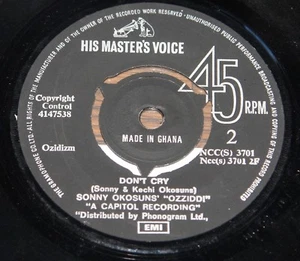 ALL RIGHTS OF THE MANUFACTURER AND OF THE OWNER OF THE RECORDED WORK RESERVED - UNAUTHORISED PUBLIC PERFORMANCE, BROADCASTING AND COPYING OF THIS RECORD PROHIBITED
THE GRAMOPHONE CO. LTD.
HIS MASTER'S VOICE
45
R.P.M.
Copyright
Control
4147538
2
Ozidizm
MADE IN GHANA
NCC(S) 3701
Ncc(s) 3701 2F
DON'T CRY
(Sonny & Kechi Okosuns)
SONNY OKOSUNS' "OZZIDDI"
"A CAPITOL RECORDING"
"Distributed by Phonogram Ltd.,
EMI